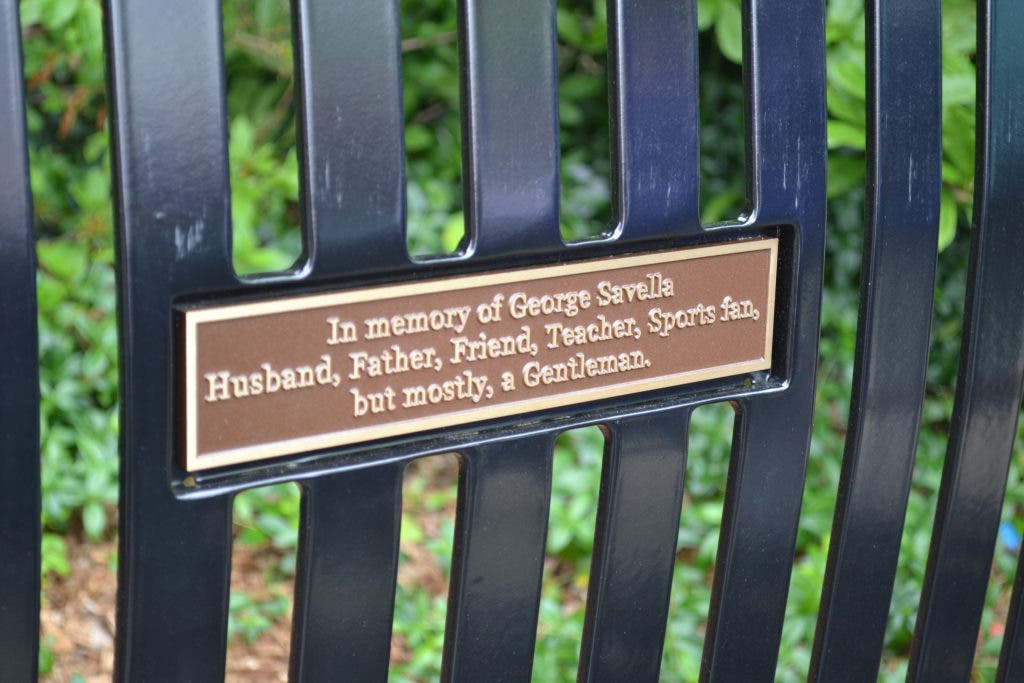 In memory of George Savella
Husband, Father, Friend, Teacher, Sports fan,
but mostly, a Gentleman.